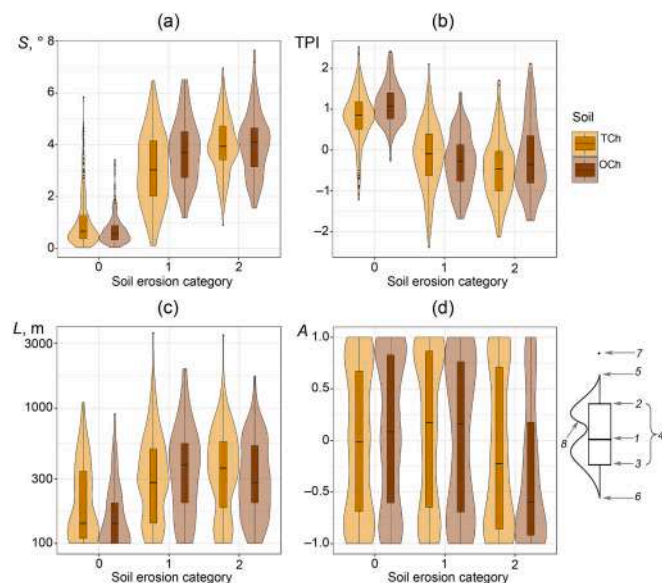 (a)
(b)
S, °
TPI
8
6
4
2
0
2
1
0
−1
−2
0
1
2
Soil erosion category
0
1
2
Soil erosion category
Soil
TCh
OCh
(c)
(d)
L, m
A
3000
1000
300
100
1.0
0.5
0
−0.5
−1.0
0
1
2
Soil erosion category
0
1
2
Soil erosion category
7
5
2
8
1
4
3
6